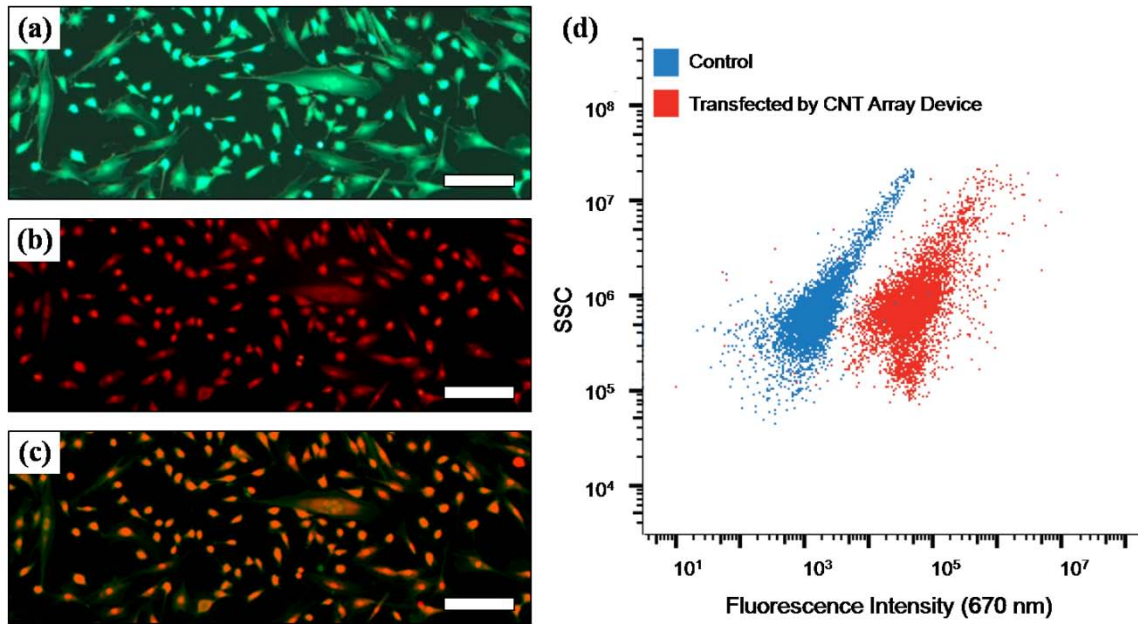 (a)
(b)
(c)
(d)
Control
Transfected by CNT Array Device
SSC
10⁸
10⁷
10⁶
10⁵
10⁴
10¹ 10³ 10⁵ 10⁷
Fluorescence Intensity (670 nm)